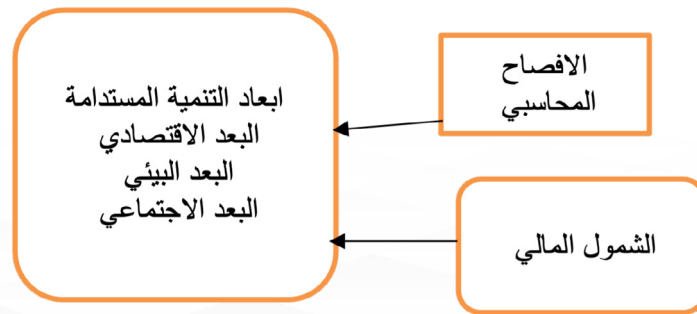 الافصاح
المحاسبي
ابعاد التنمية المستدامة
البعد الاقتصادي
البعد البيئي
البعد الاجتماعي
الشمول المالي